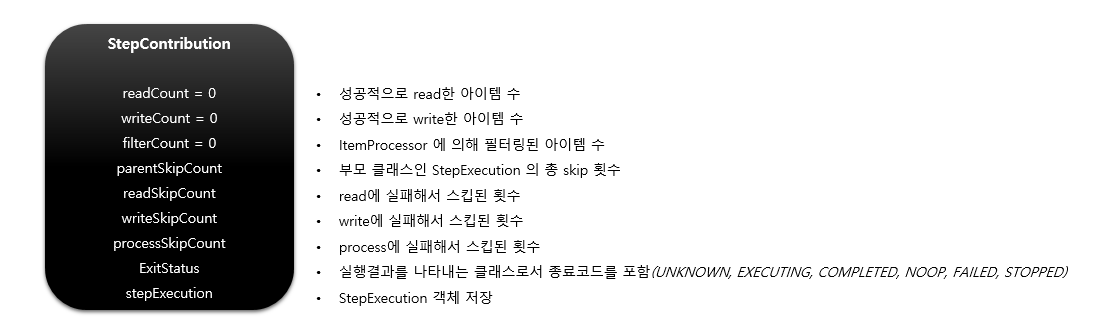 StepContribution
readCount = 0 • 성공적으로 read한 아이템 수
writeCount = 0 • 성공적으로 write한 아이템 수
filterCount = 0 • ItemProcessor 에 의해 필터링된 아이템 수
parentSkipCount • 부모 클래스인 StepExecution 의 총 skip 횟수
readSkipCount • read에 실패해서 스킵된 횟수
writeSkipCount • write에 실패해서 스킵된 횟수
processSkipCount • process에 실패해서 스킵된 횟수
ExitStatus • 실행결과를 나타내는 클래스로서 종료코드를 포함(UNKNOWN, EXECUTING, COMPLETED, NOOP, FAILED, STOPPED)
stepExecution • StepExecution 객체 저장